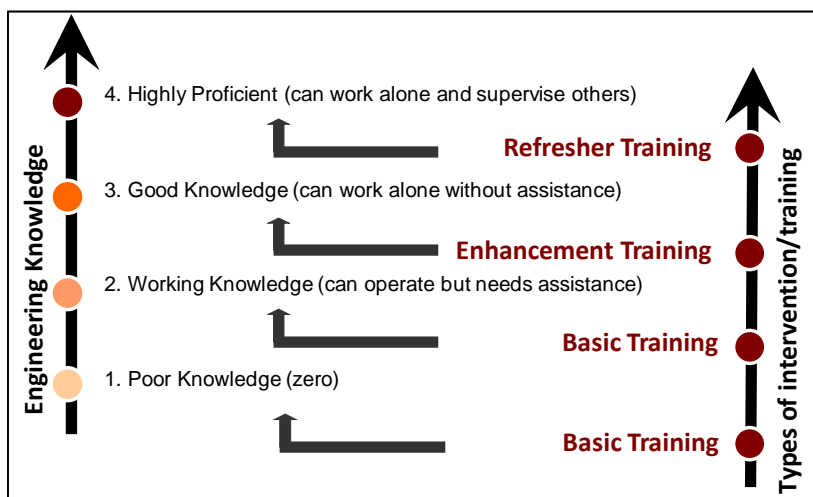 4. Highly Proficient (can work alone and supervise others)
Refresher Training
3. Good Knowledge (can work alone without assistance)
Enhancement Training
2. Working Knowledge (can operate but needs assistance)
Basic Training
1. Poor Knowledge (zero)
Basic Training
Engineering Knowledge
Types of intervention/training